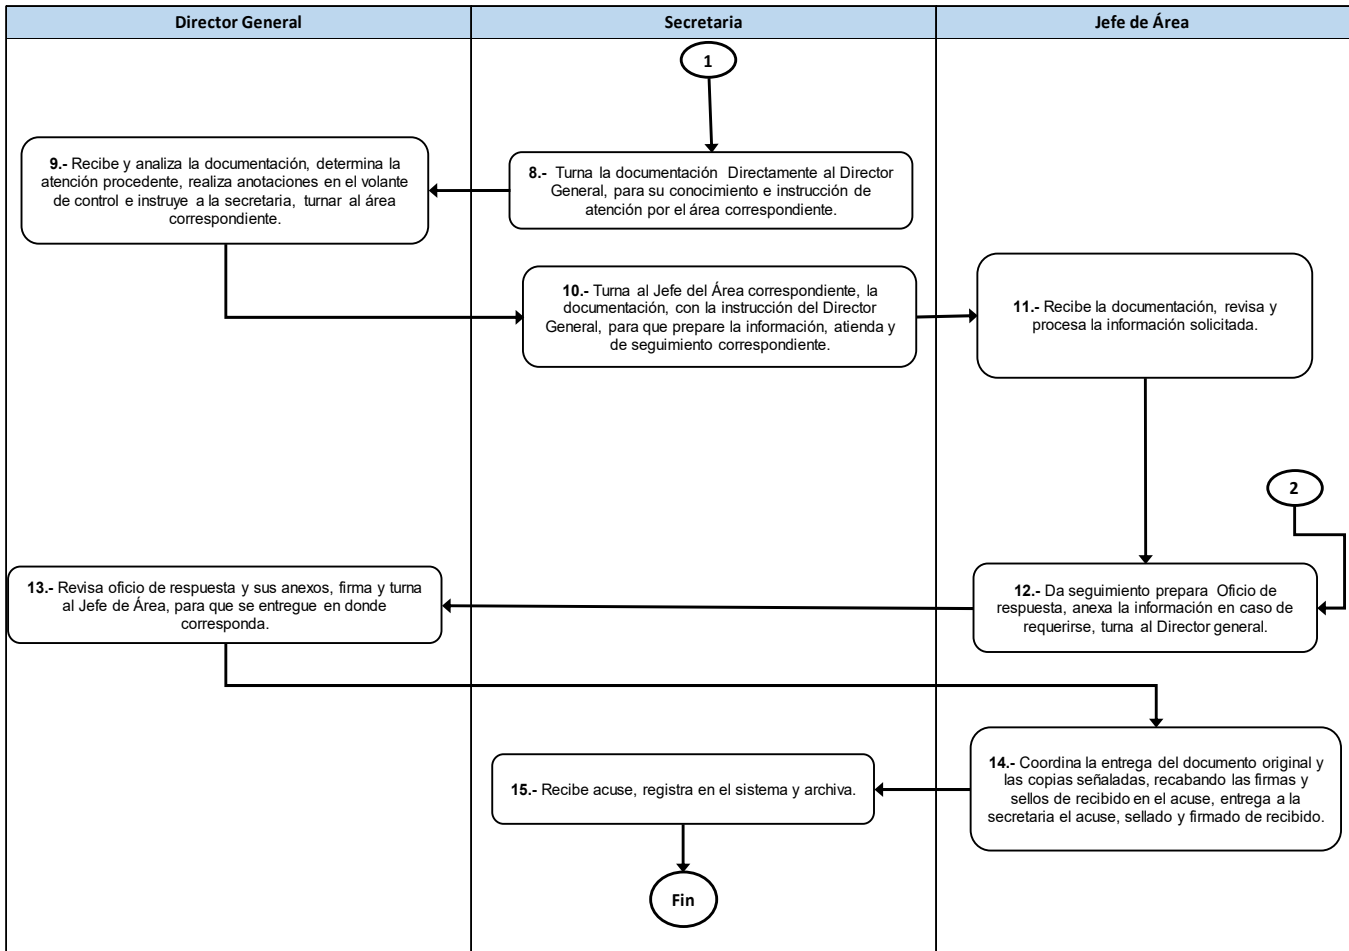 Director General
Secretaria
Jefe de Área
1
9.- Recibe y analiza la documentación, determina la
atención procedente, realiza anotaciones en el volante
de control e instruye a la secretaria, turnar al área
correspondiente.
8.- Turna la documentación Directamente al Director
General, para su conocimiento e instrucción de
atención por el área correspondiente.
10.- Turna al Jefe del Área correspondiente, la
documentación, con la instrucción del Director
General, para que prepare la información, atienda y
de seguimiento correspondiente.
11.- Recibe la documentación, revisa y
procesa la información solicitada.
2
13.- Revisa oficio de respuesta y sus anexos, firma y turna
al Jefe de Área, para que se entregue en donde
corresponda.
12.- Da seguimiento prepara Oficio de
respuesta, anexa la información en caso de
requerirse, turna al Director general.
14.- Coordina la entrega del documento original y
las copias señaladas, recabando las firmas y
sellos de recibido en el acuse, entrega a la
secretaria el acuse, sellado y firmado de recibido.
15.- Recibe acuse, registra en el sistema y archiva.
Fin